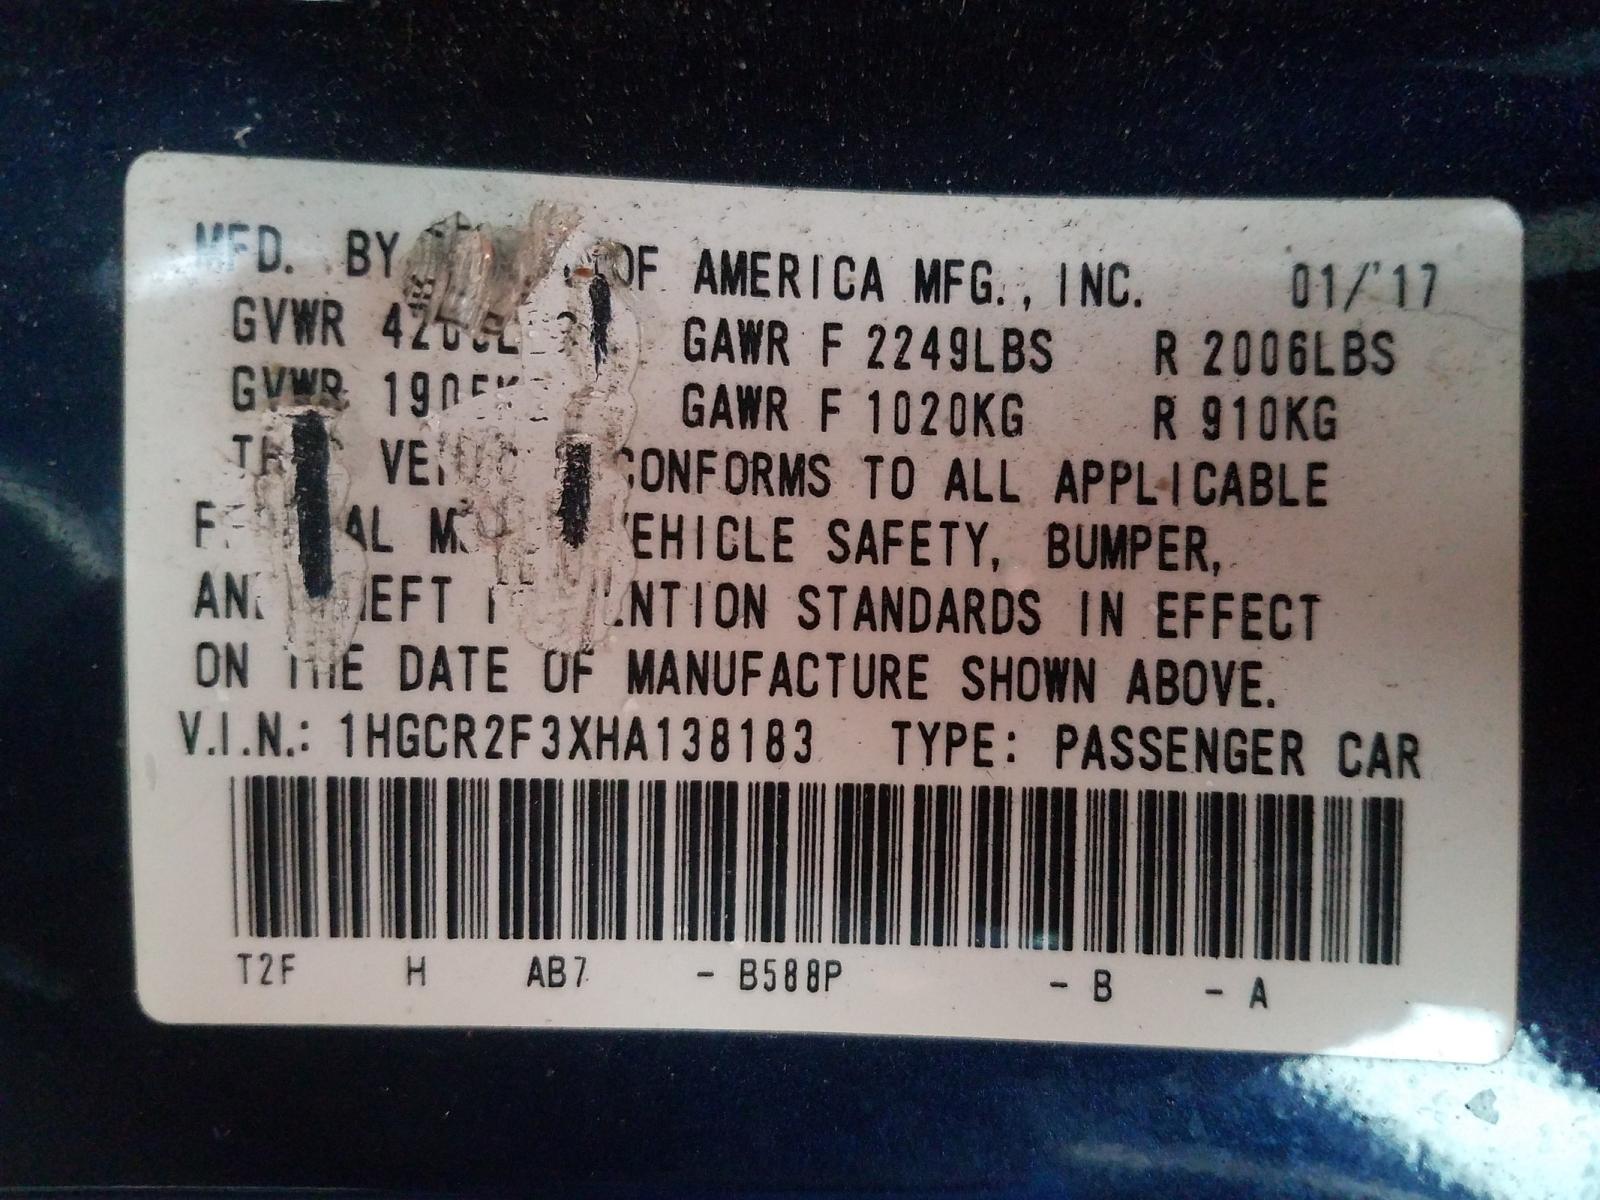 MFD. BY OF AMERICA MFG., INC. 01/'17
GVWR GAWR F 2249LBS R 2006LBS
GVWR GAWR F 1020KG R 910KG
CONFORMS TO ALL APPLICABLE
VEHICLE SAFETY, BUMPER,
STANDARDS IN EFFECT
ON THE DATE OF MANUFACTURE SHOWN ABOVE.
V.I.N.: 1HGCR2F3XHA138183 TYPE: PASSENGER CAR
T2F H AB7 - B588P - B - A